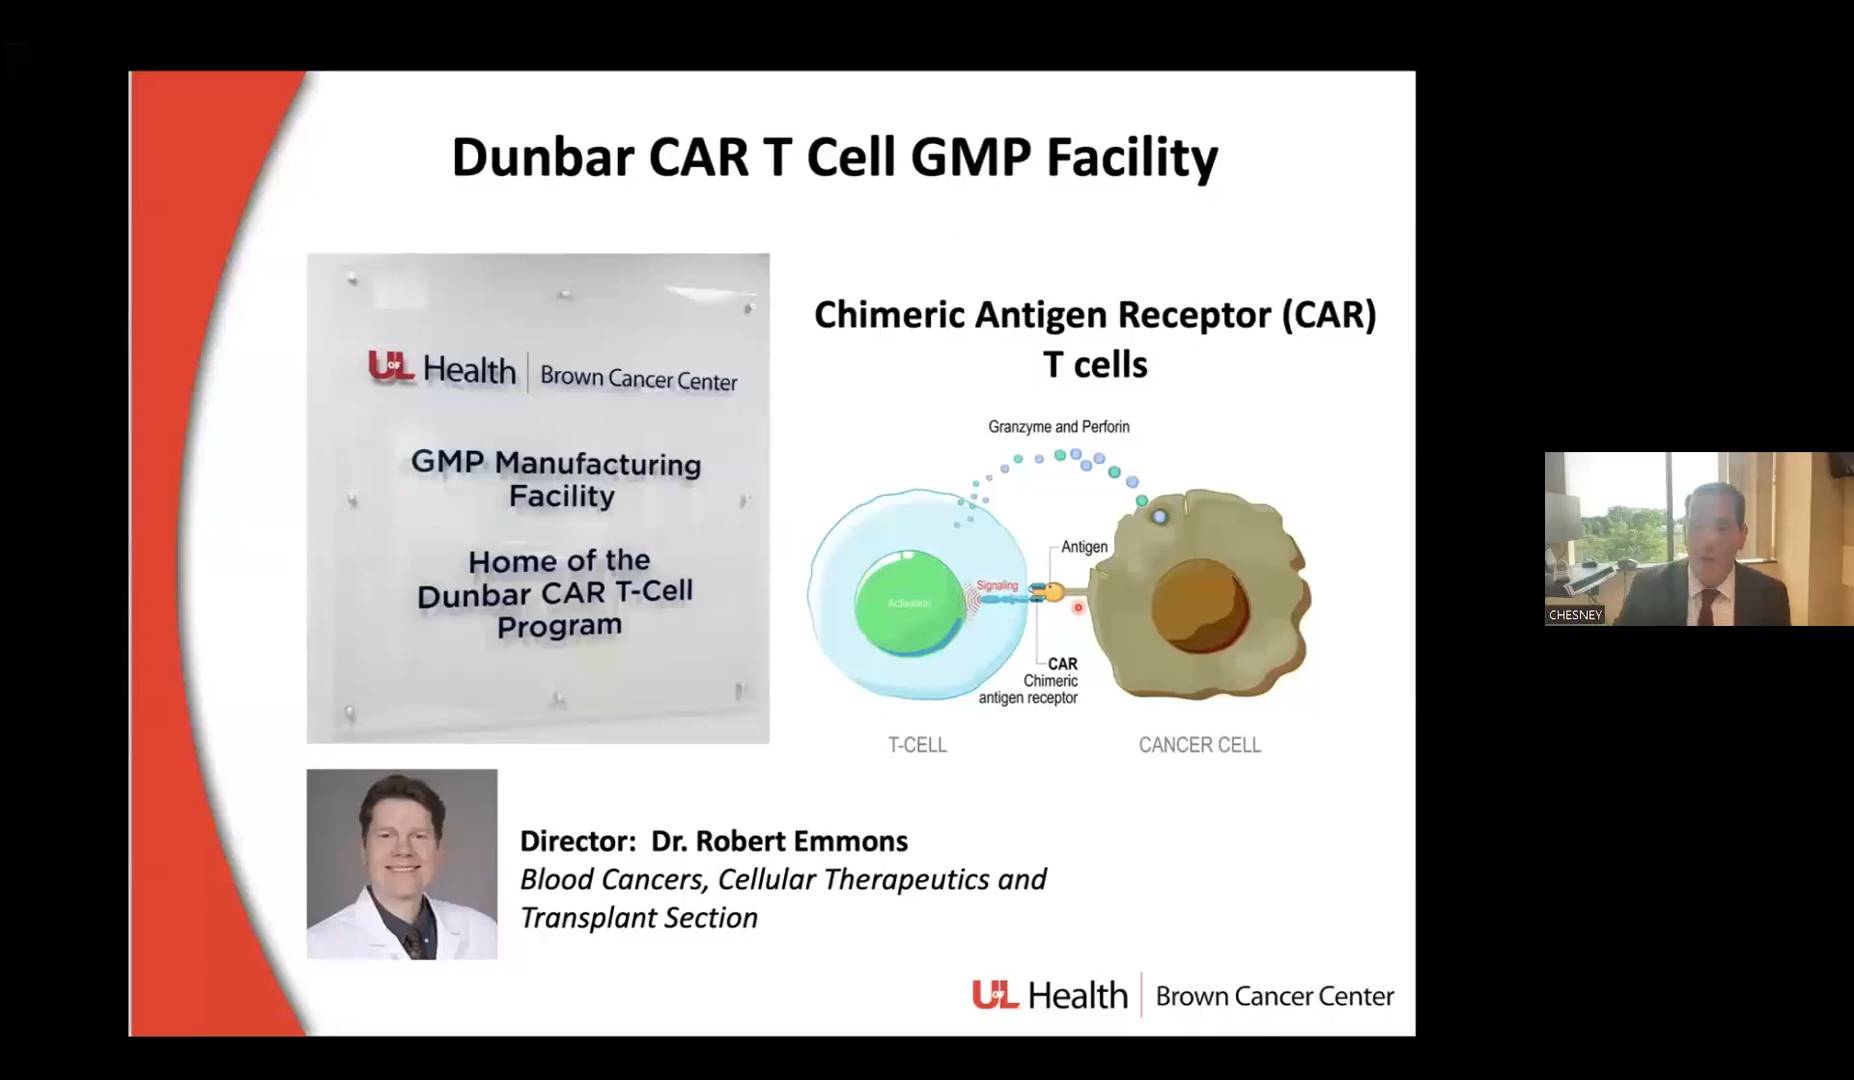 Dunbar CAR T Cell GMP Facility
UofL Health | Brown Cancer Center
GMP Manufacturing
Facility
Home of the
Dunbar CAR T-Cell
Program
Chimeric Antigen Receptor (CAR)
T cells
Granzyme and Perforin
Antigen
Signaling
Activation
CAR
Chimeric
antigen receptor
T-CELL
CANCER CELL
Director: Dr. Robert Emmons
Blood Cancers, Cellular Therapeutics and
Transplant Section
UofL Health | Brown Cancer Center
CHESNEY